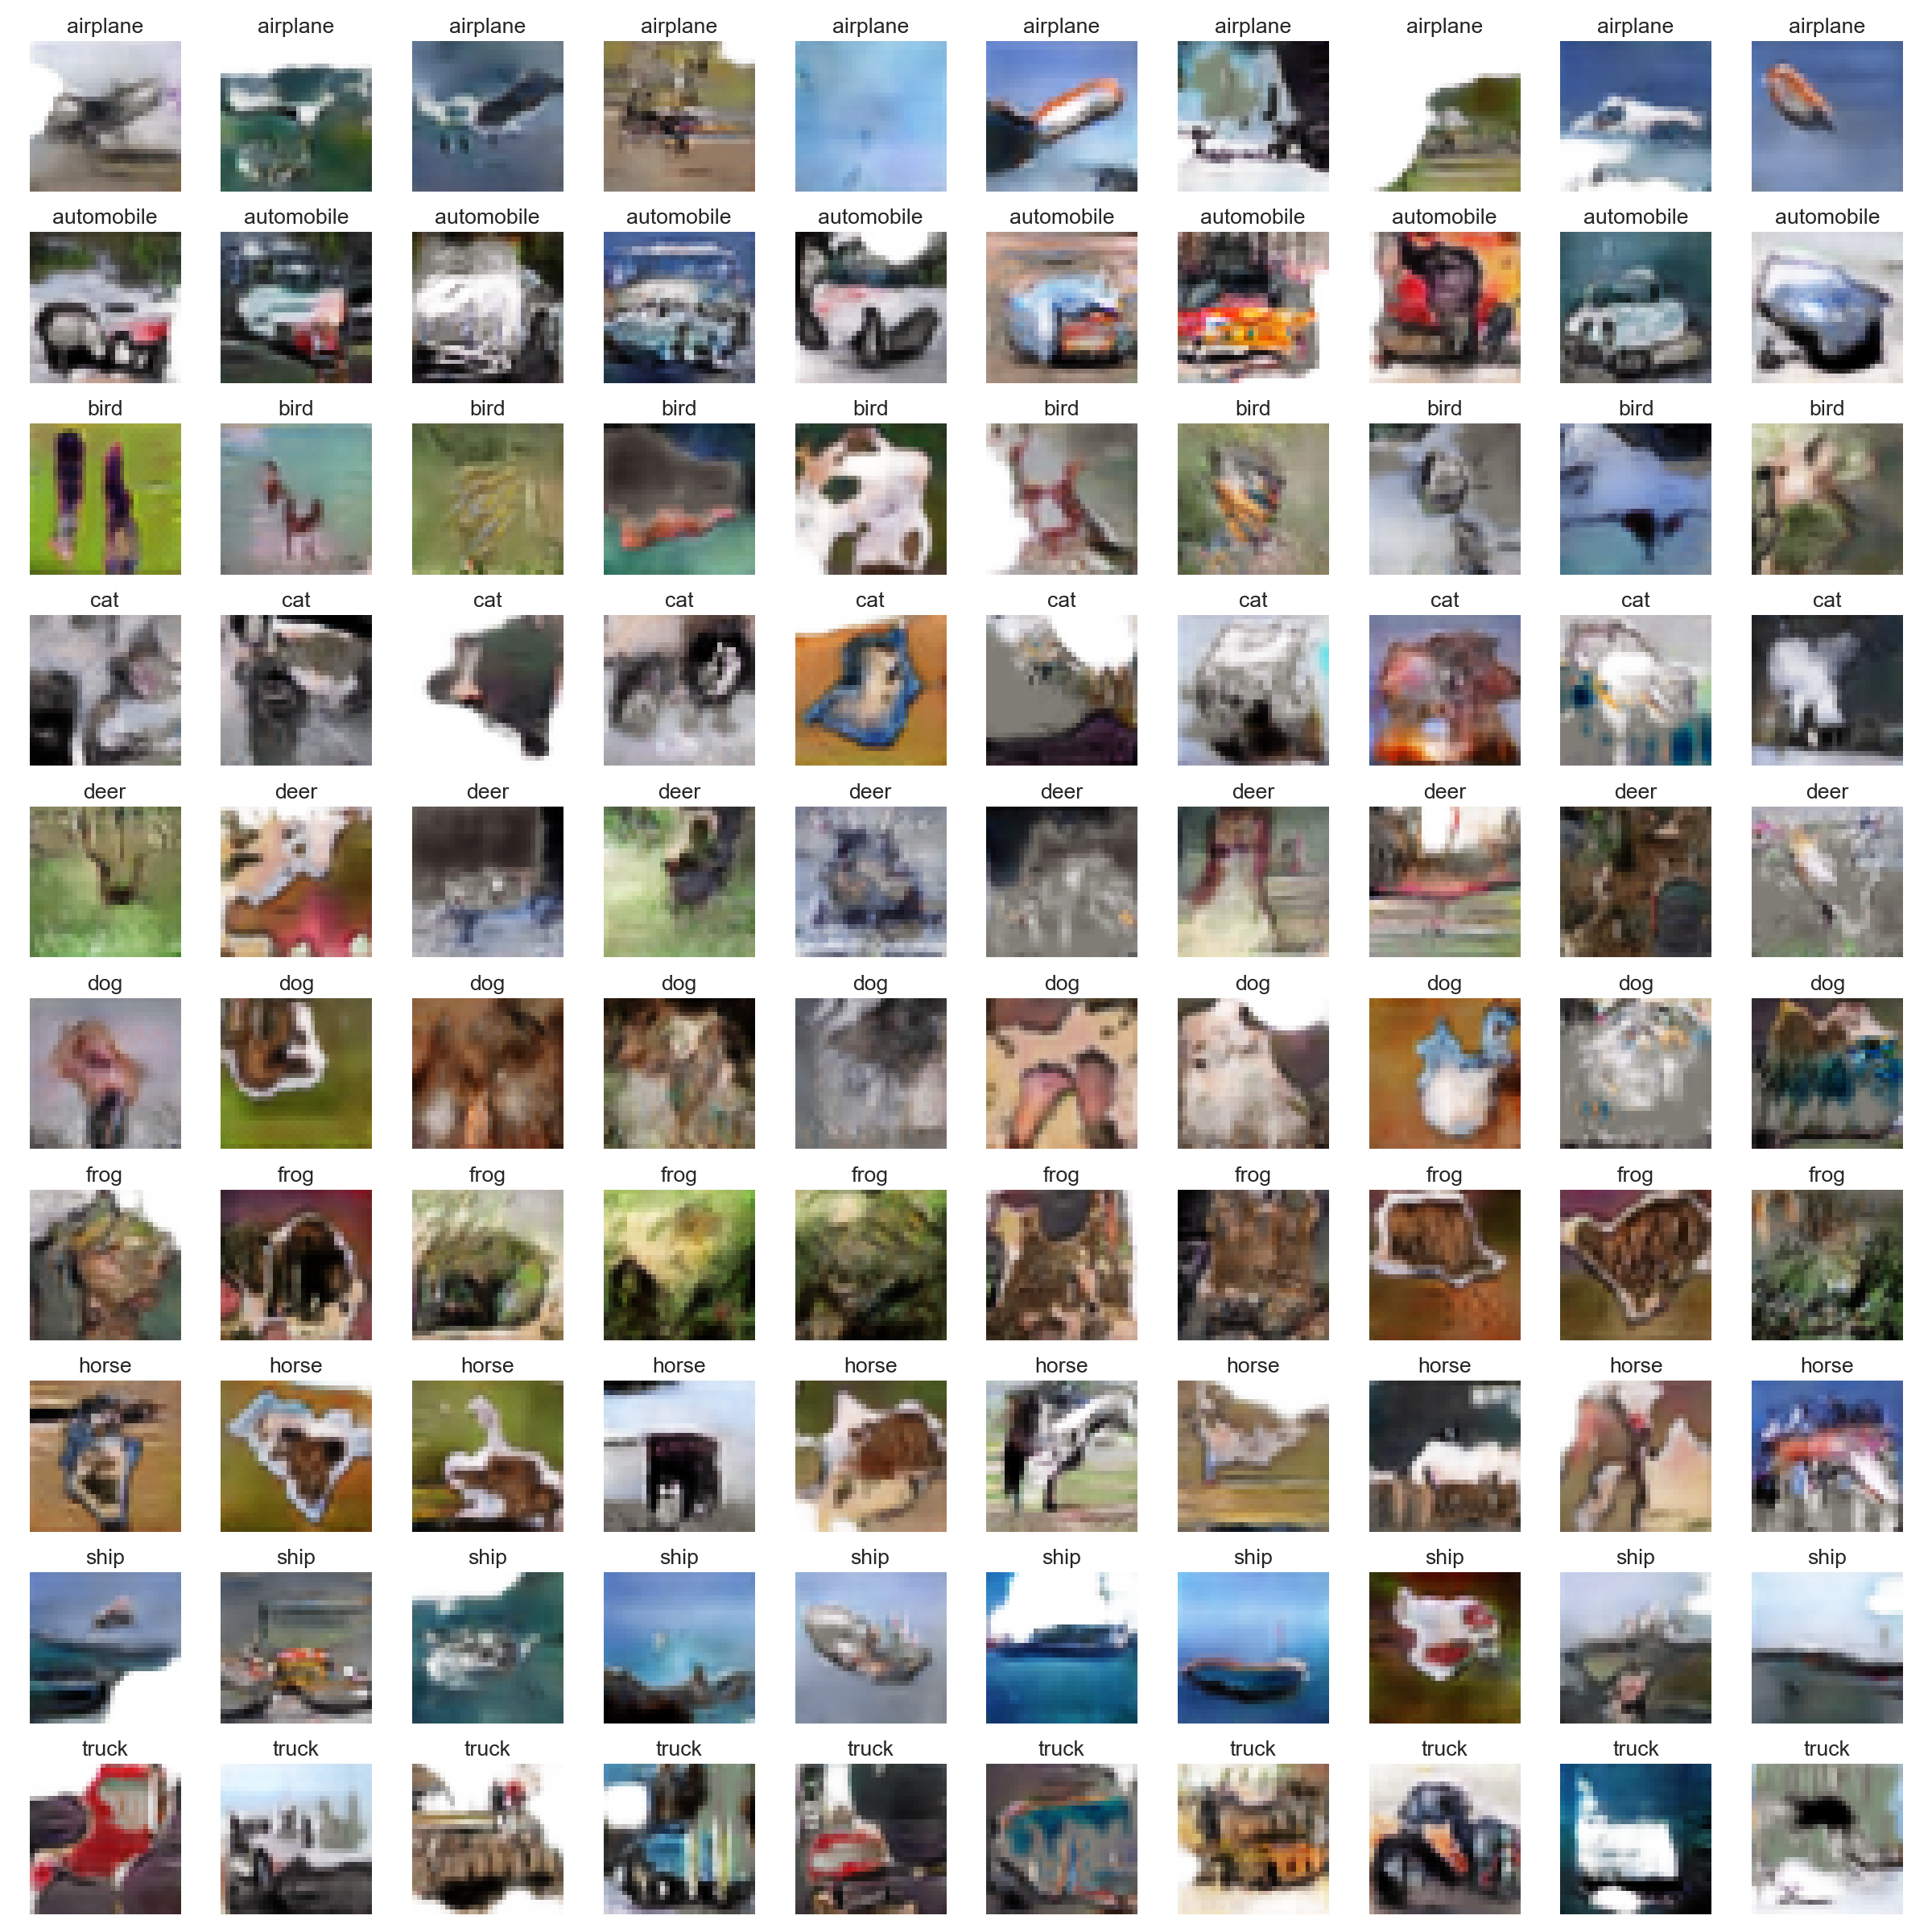 airplane airplane airplane airplane airplane airplane airplane airplane airplane airplane
automobile automobile automobile automobile automobile automobile automobile automobile automobile automobile
bird bird bird bird bird bird bird bird bird bird
cat cat cat cat cat cat cat cat cat cat
deer deer deer deer deer deer deer deer deer deer
dog dog dog dog dog dog dog dog dog dog
frog frog frog frog frog frog frog frog frog frog
horse horse horse horse horse horse horse horse horse horse
ship ship ship ship ship ship ship ship ship ship
truck truck truck truck truck truck truck truck truck truck